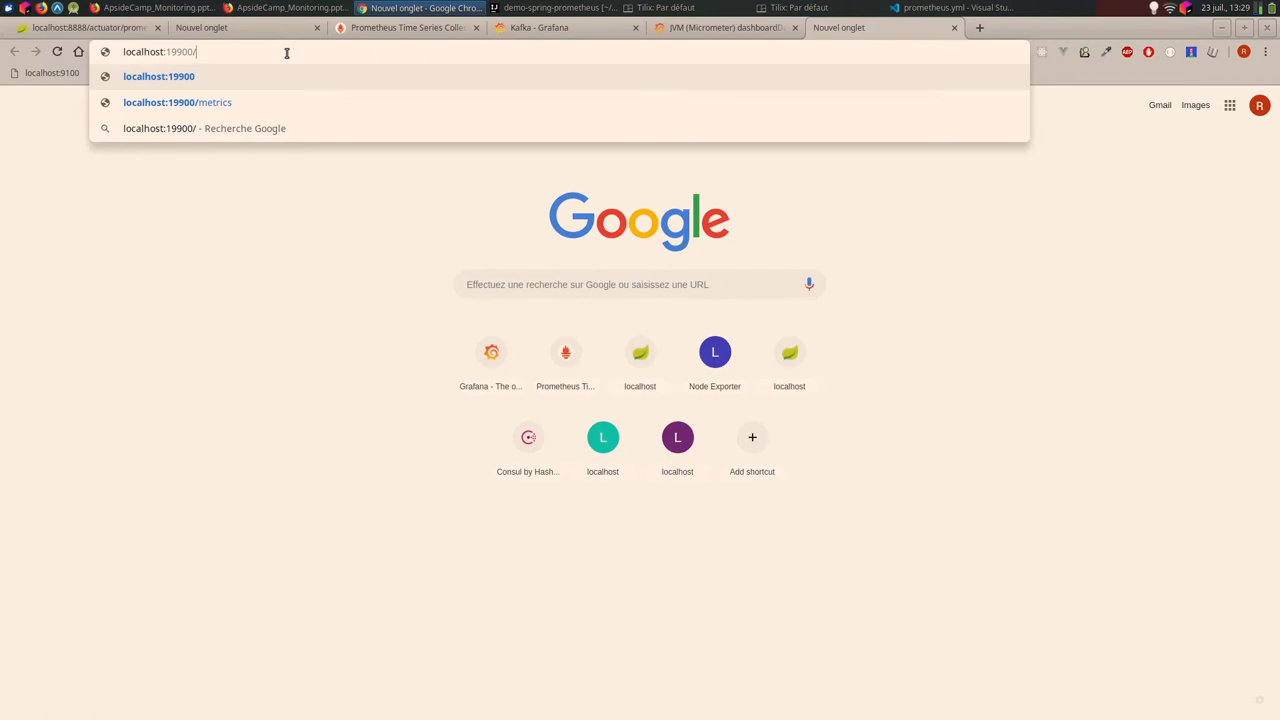 ApsideCamp_Monitoring.ppt...
ApsideCamp_Monitoring.ppt...
Nouvel onglet - Google Chro...
demo-spring-prometheus [~/...
Tilix: Par défaut
Tilix: Par défaut
prometheus.yml - Visual Stu...
23 juil., 13:29
localhost:8888/actuator/prome
Nouvel onglet
Prometheus Time Series Collec
Kafka - Grafana
JVM (Micrometer) dashboardDa
Nouvel onglet
localhost:19900/
ABP
R
localhost:9100
localhost:19900
localhost:19900/metrics
localhost:19900/ - Recherche Google
Gmail
Images
R
Google
Effectuez une recherche sur Google ou saisissez une URL
L
Grafana - The o...
Prometheus Ti...
localhost
Node Exporter
localhost
L
L
Consul by Hash...
localhost
localhost
Add shortcut